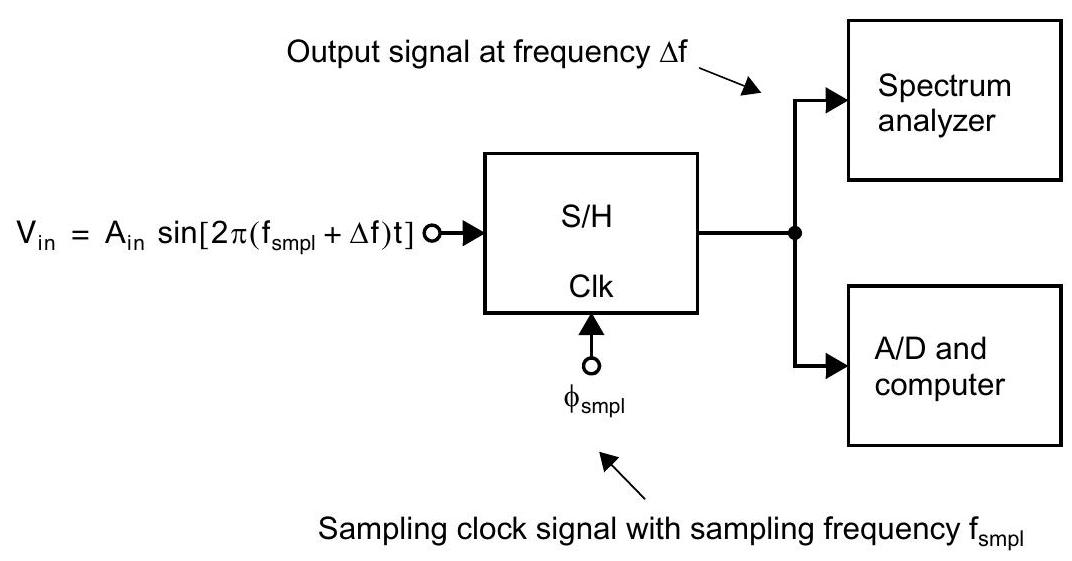 Output signal at frequency Δf
Spectrum
analyzer
V_in = A_in sin[2π(f_smpl + Δf)t]
S/H
Clk
ϕ_smpl
A/D and
computer
Sampling clock signal with sampling frequency f_smpl